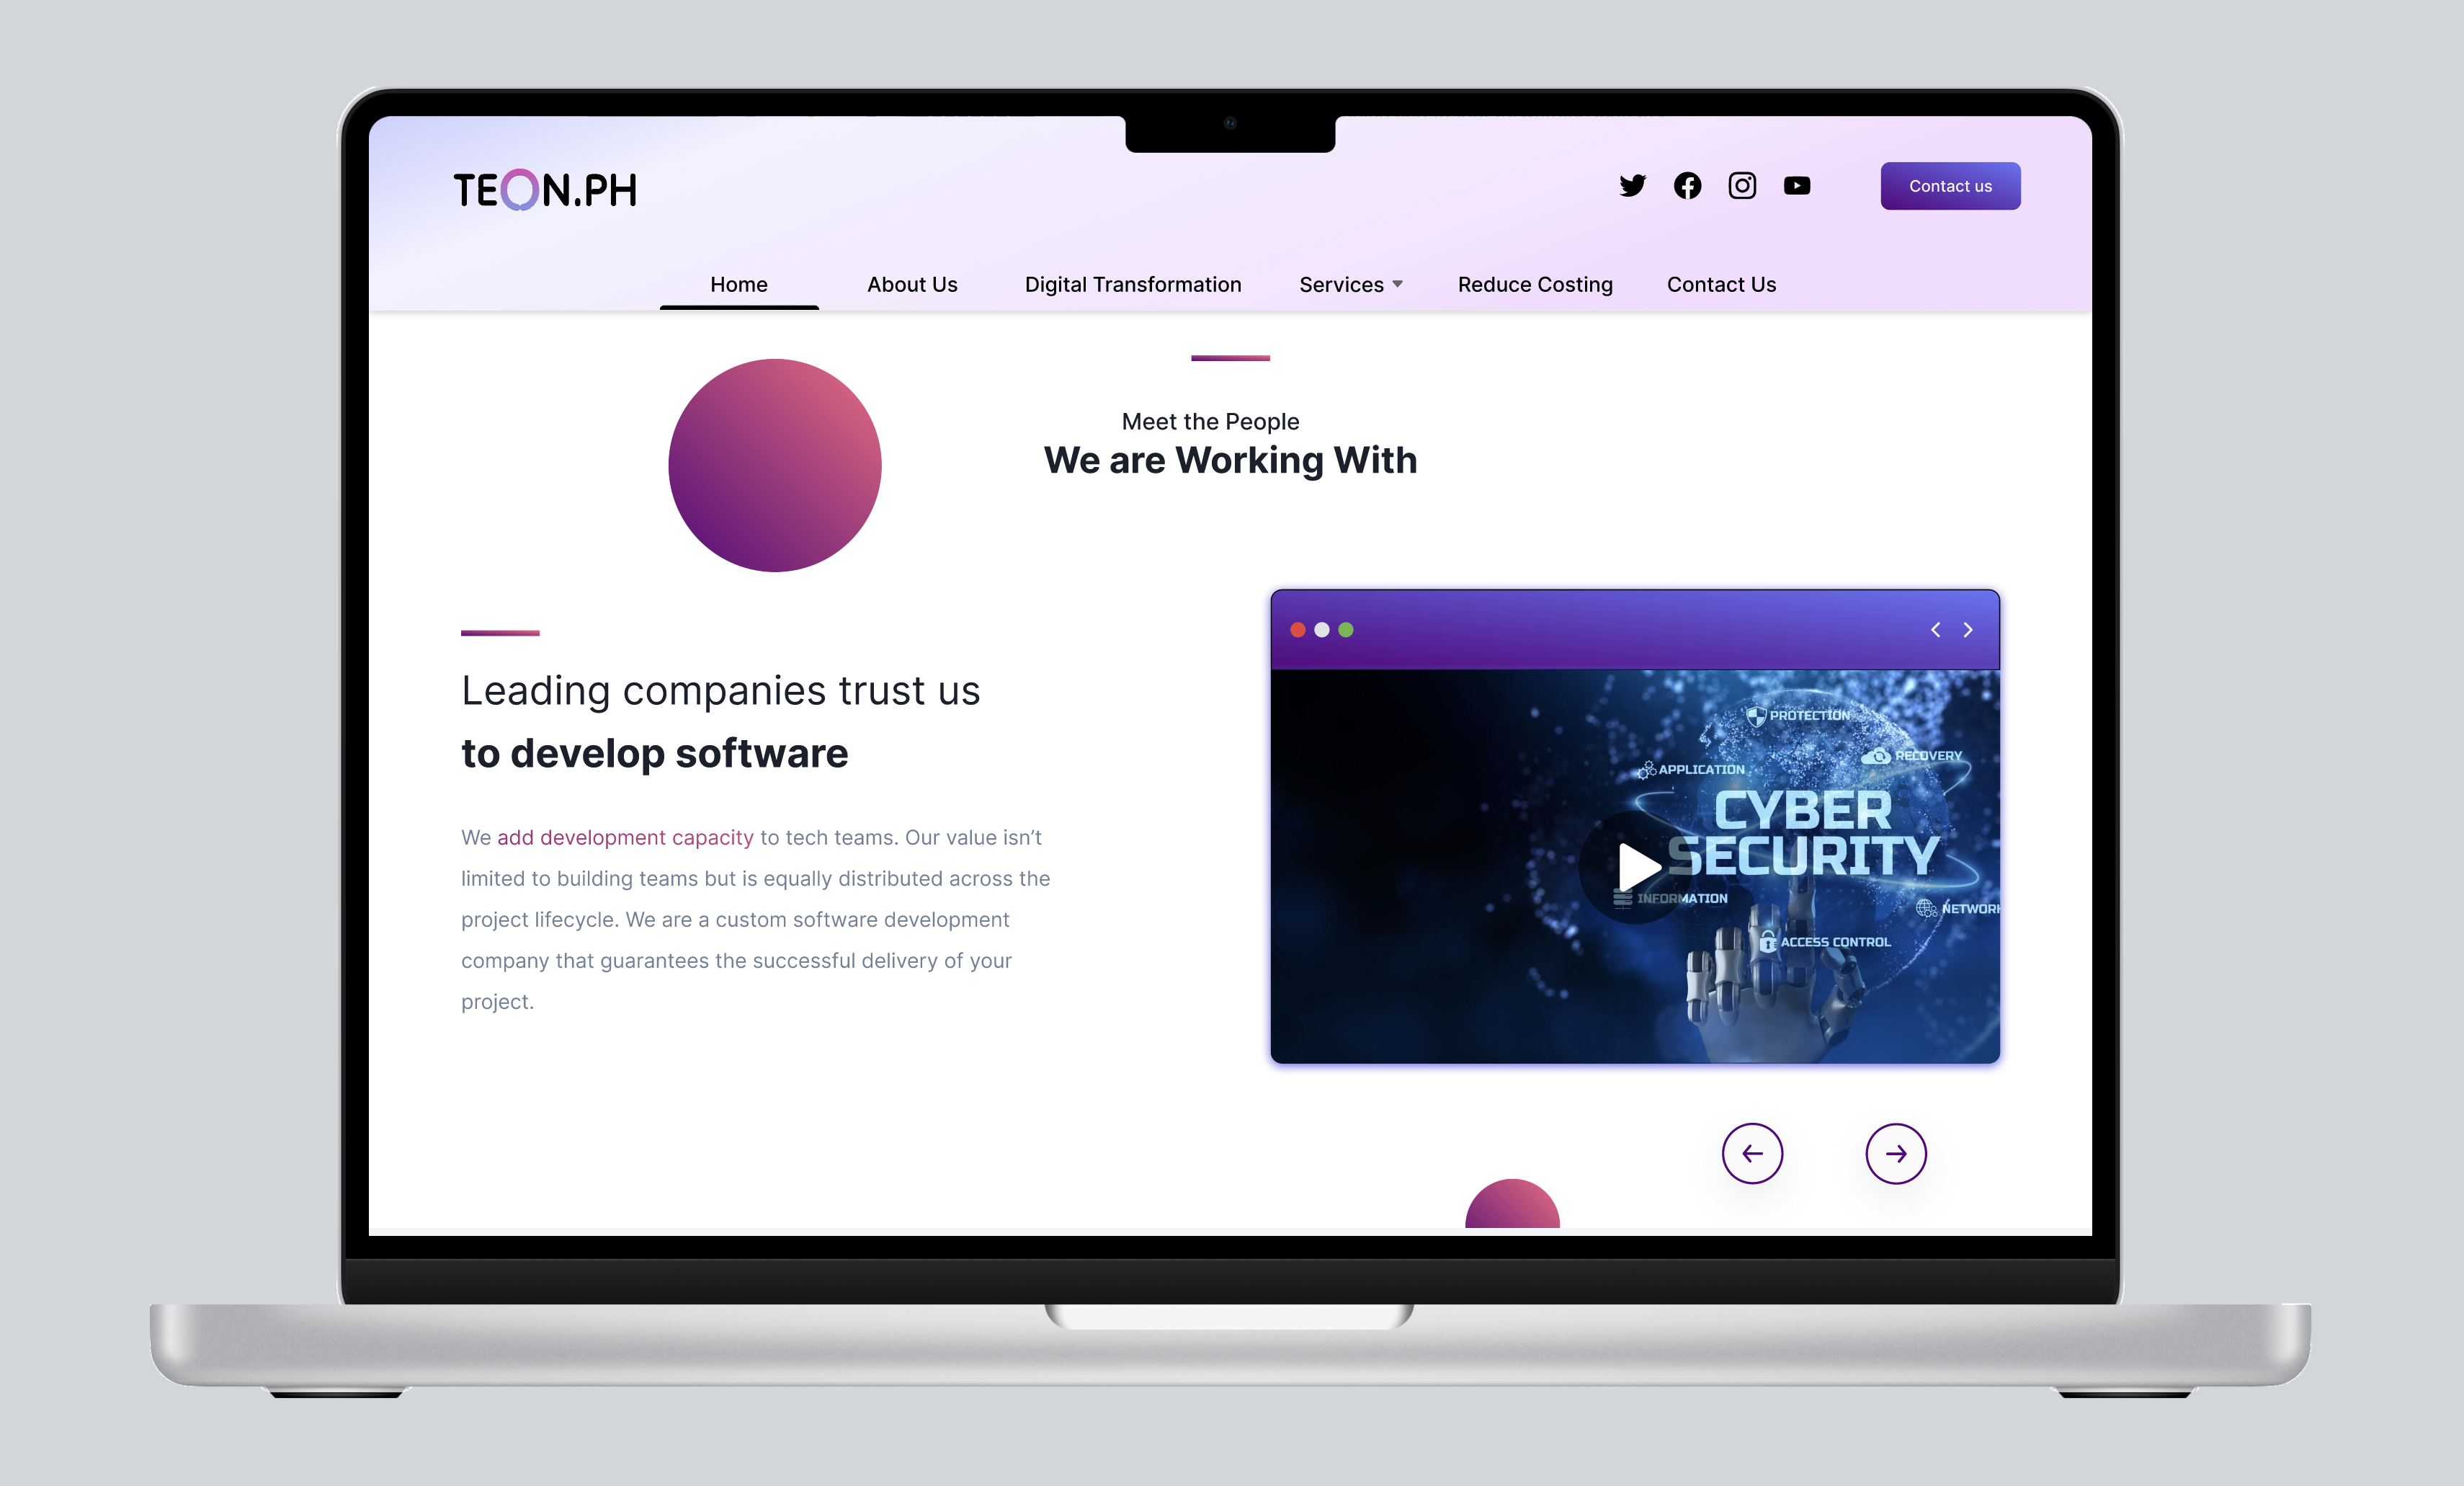 TEON.PH
Contact us
Home
About Us
Digital Transformation
Services
Reduce Costing
Contact Us
Meet the People
We are Working With
Leading companies trust us
to develop software
We add development capacity to tech teams. Our value isn’t
limited to building teams but is equally distributed across the
project lifecycle. We are a custom software development
company that guarantees the successful delivery of your
project.
PROTECTION
RECOVERY
APPLICATION
CYBER
SECURITY
INFORMATION
NETWORK
ACCESS CONTROL